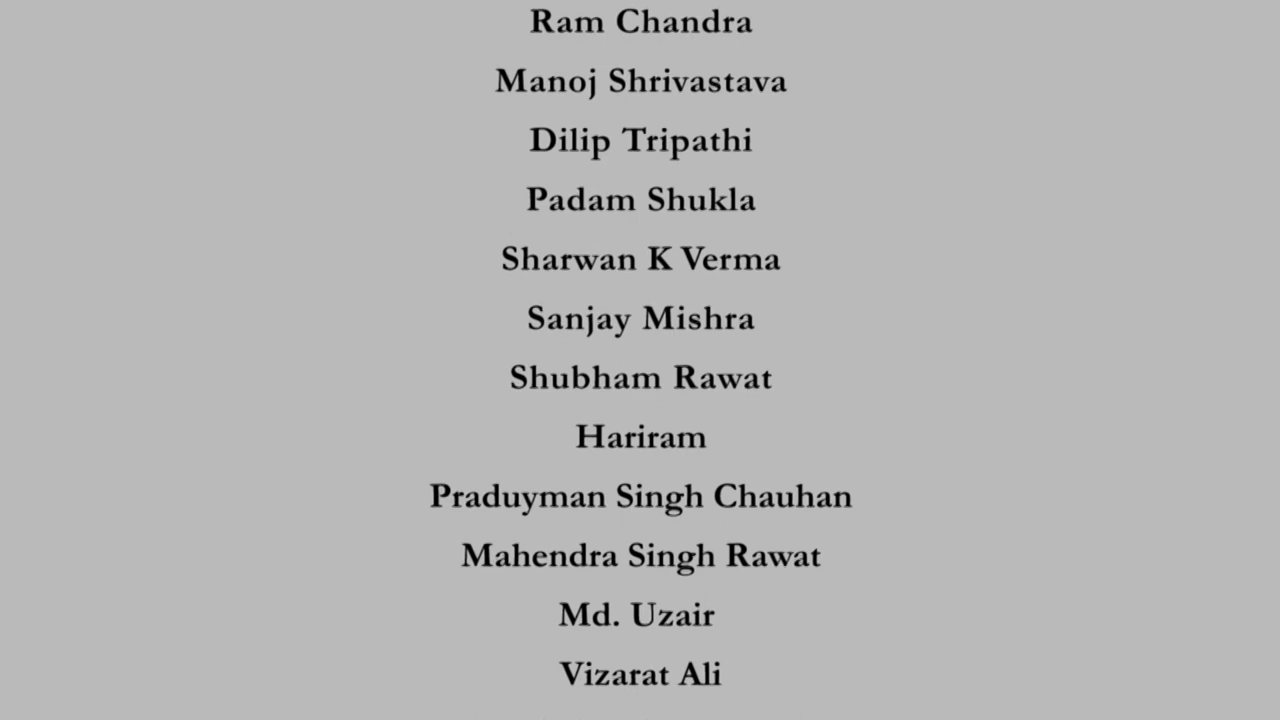 Ram Chandra
Manoj Shrivastava
Dilip Tripathi
Padam Shukla
Sharwan K Verma
Sanjay Mishra
Shubham Rawat
Hariram
Praduyman Singh Chauhan
Mahendra Singh Rawat
Md. Uzair
Vizarat Ali